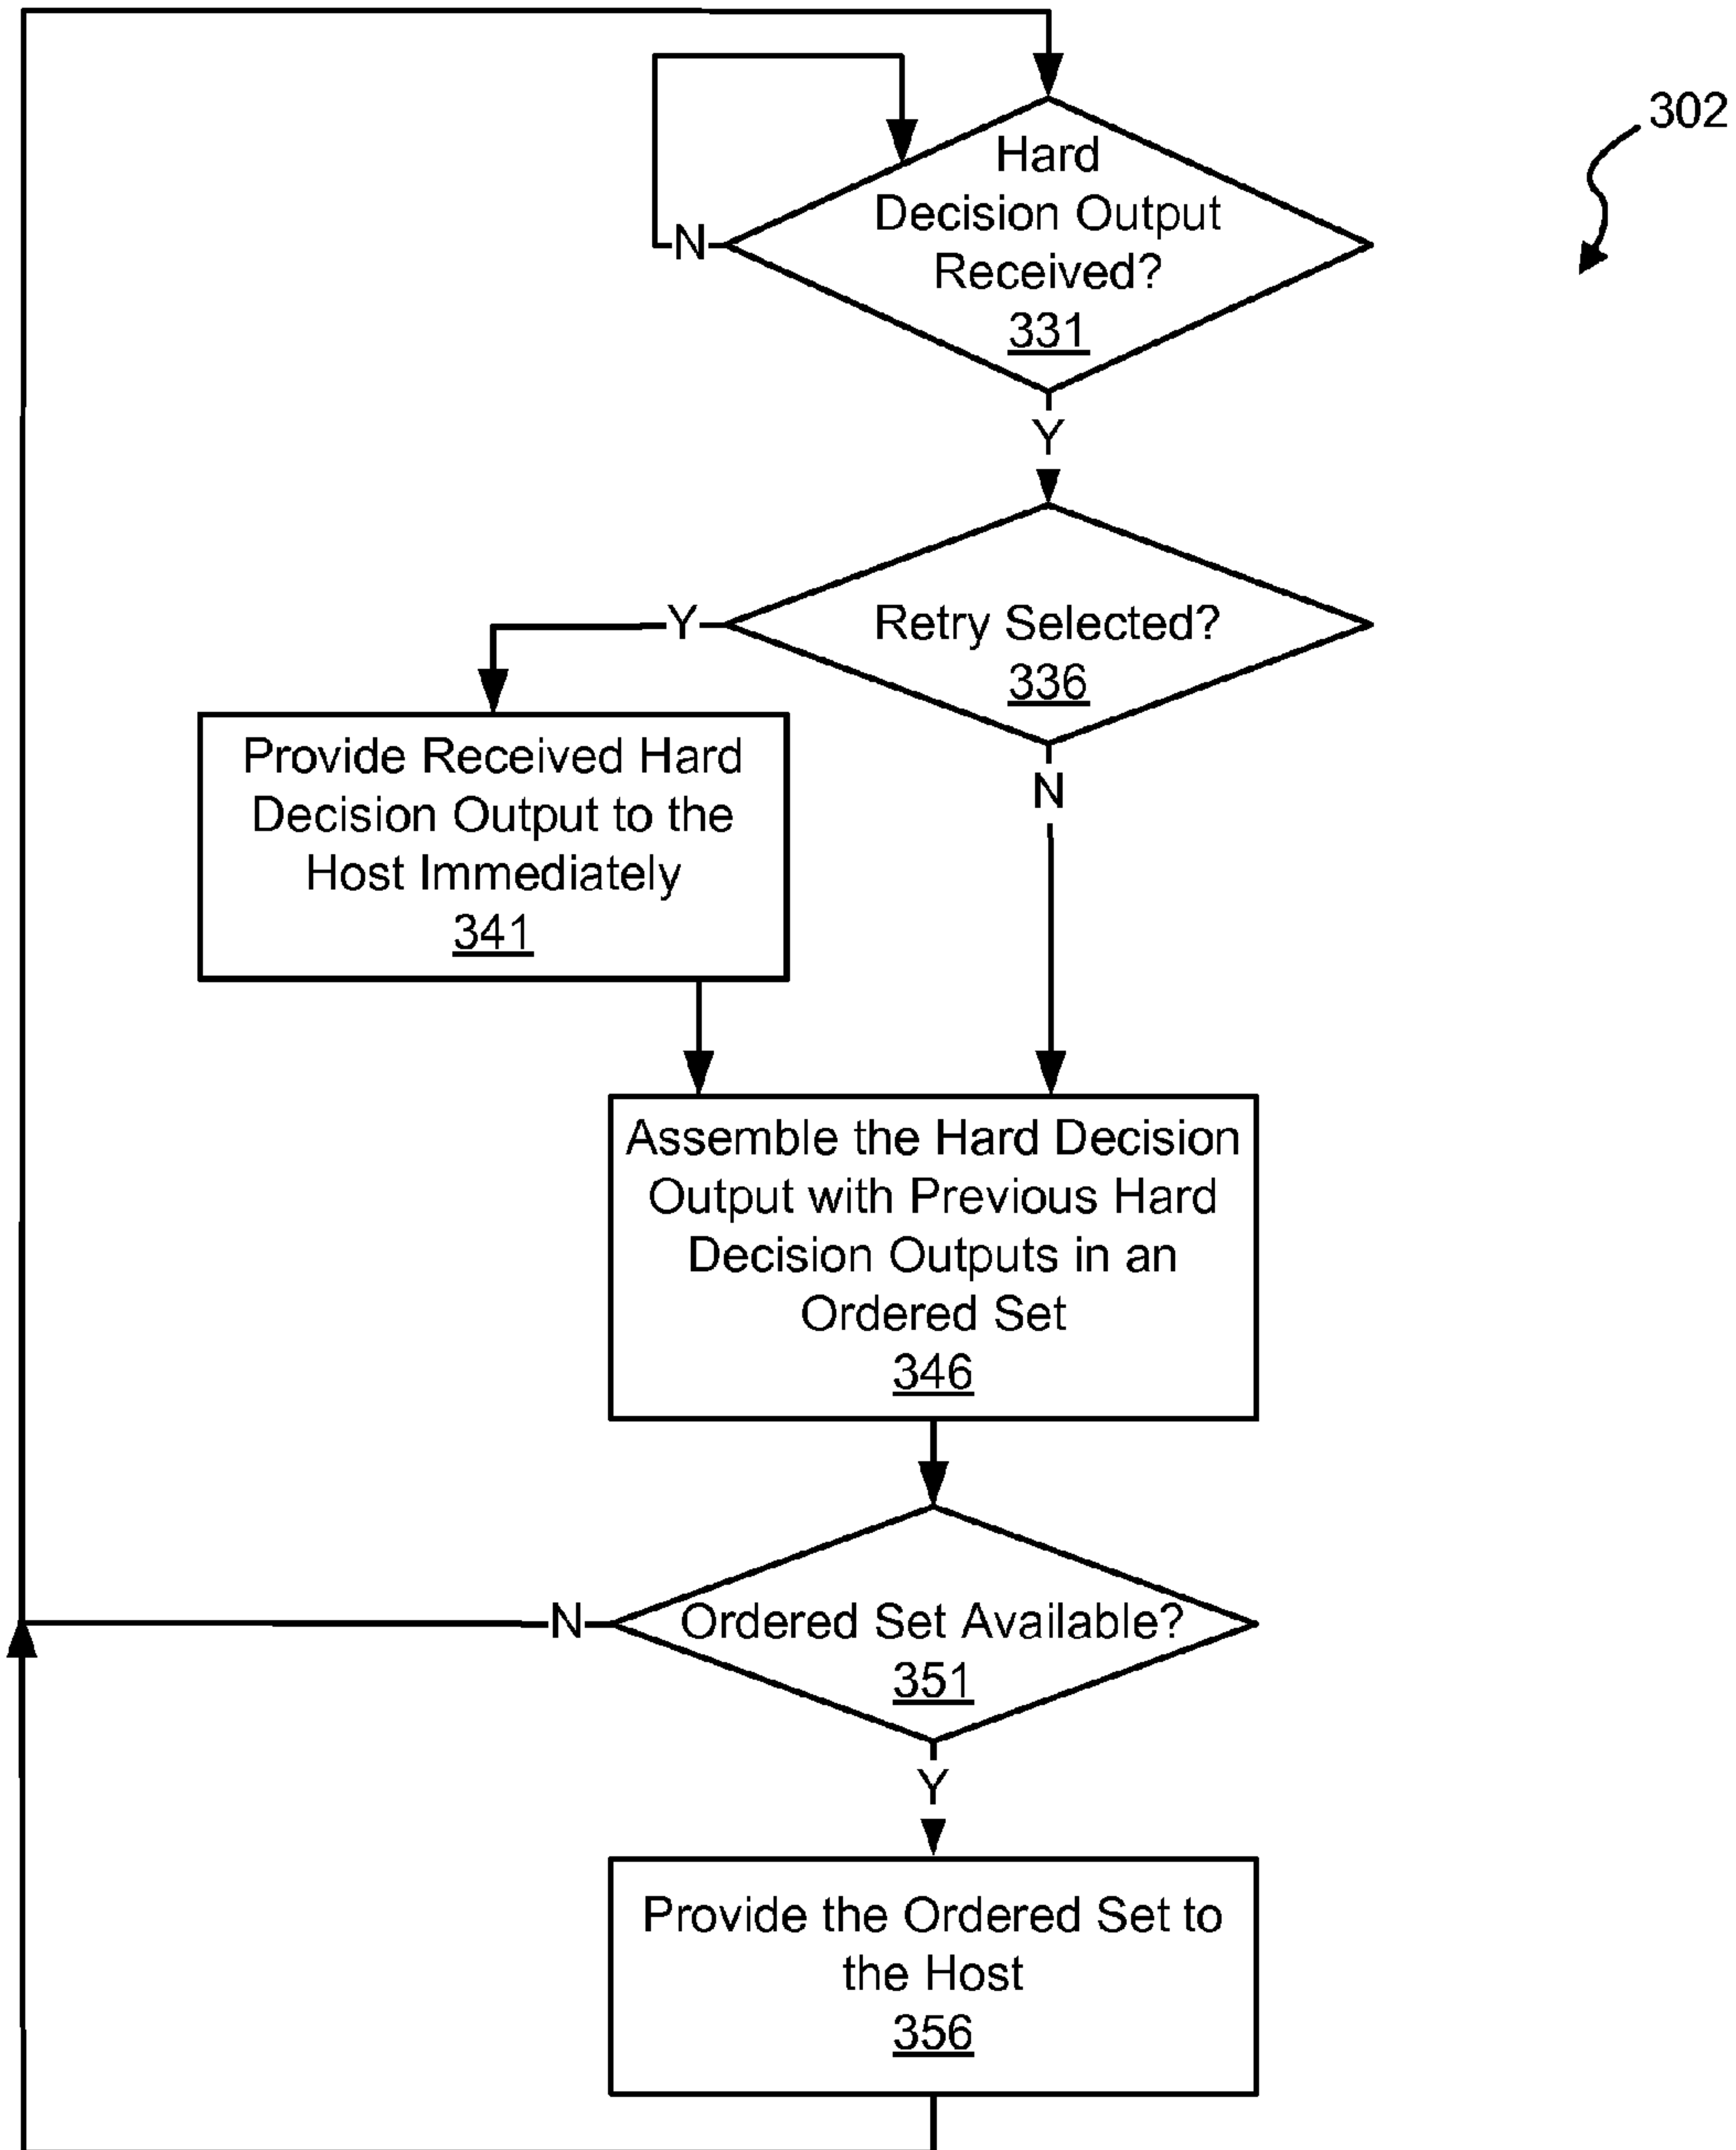 302
Hard
Decision Output
Received?
331
N
Y
Retry Selected?
336
Y
N
Provide Received Hard
Decision Output to the
Host Immediately
341
Assemble the Hard Decision
Output with Previous Hard
Decision Outputs in an
Ordered Set
346
Ordered Set Available?
351
N
Y
Provide the Ordered Set to
the Host
356